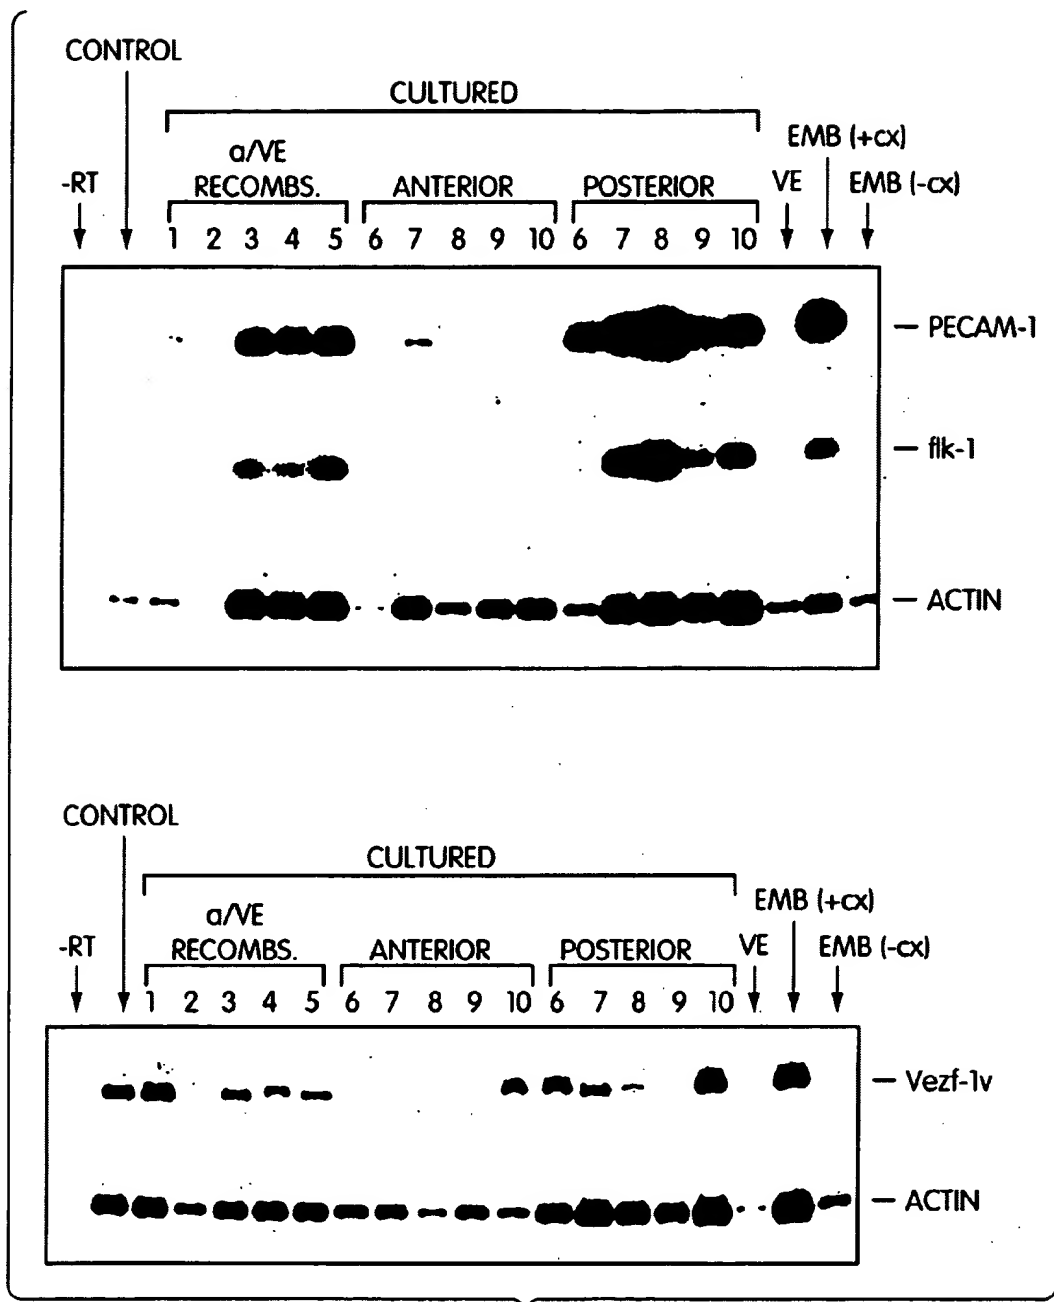 CONTROL
CULTURED
EMB (+cx)
a/VE
-RT RECOMBS. ANTERIOR POSTERIOR VE EMB (-cx)
1 2 3 4 5 6 7 8 9 10 6 7 8 9 10
— PECAM-1
— flk-1
— ACTIN
CONTROL
CULTURED
EMB (+cx)
a/VE
-RT RECOMBS. ANTERIOR POSTERIOR VE EMB (-cx)
1 2 3 4 5 6 7 8 9 10 6 7 8 9 10
— Vezf-1v
— ACTIN